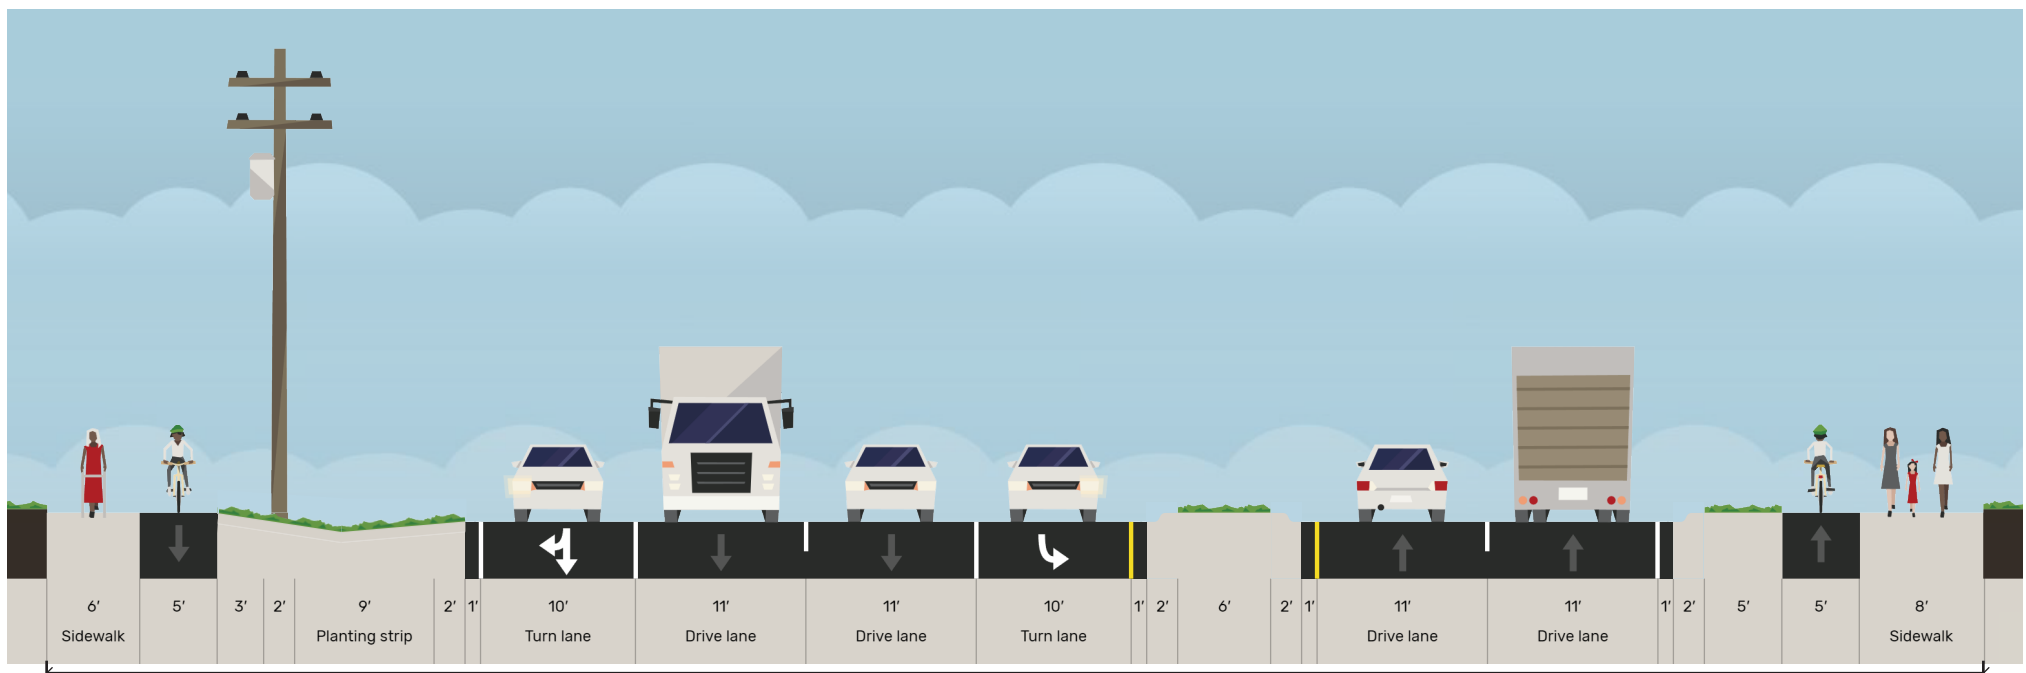 6′ 5′ 3′ 2′ 9′ 2′ 1′ 10′ 11′ 11′ 10′ 1′ 2′ 6′ 2′ 1′ 11′ 11′ 1′ 2′ 5′ 5′ 8′
Sidewalk Planting strip Turn lane Drive lane Drive lane Turn lane Drive lane Drive lane Sidewalk